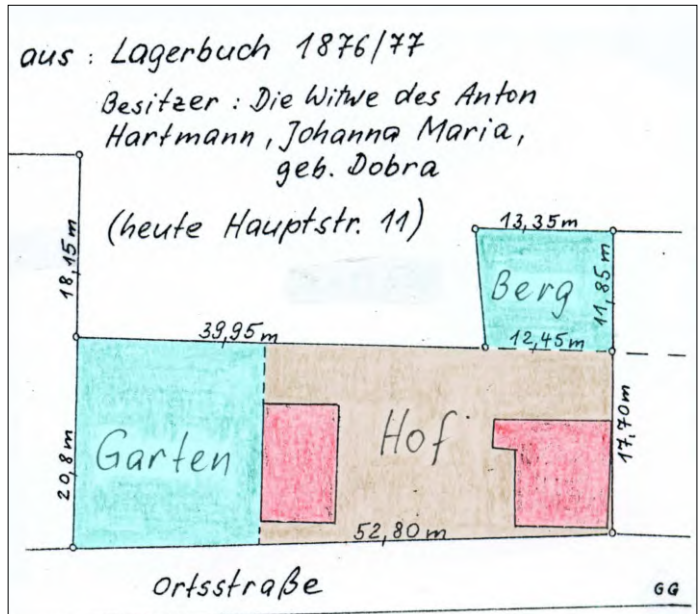 aus : Lagerbuch 1876/77
Besitzer : Die Witwe des Anton
Hartmann, Johanna Maria,
geb. Dobra
(heute Hauptstr. 11)
18,15 m
13,35 m
Berg
11,85 m
39,95 m
12,45 m
Garten
Hof
20,8 m
17,70 m
52,80 m
Ortsstraße
GG